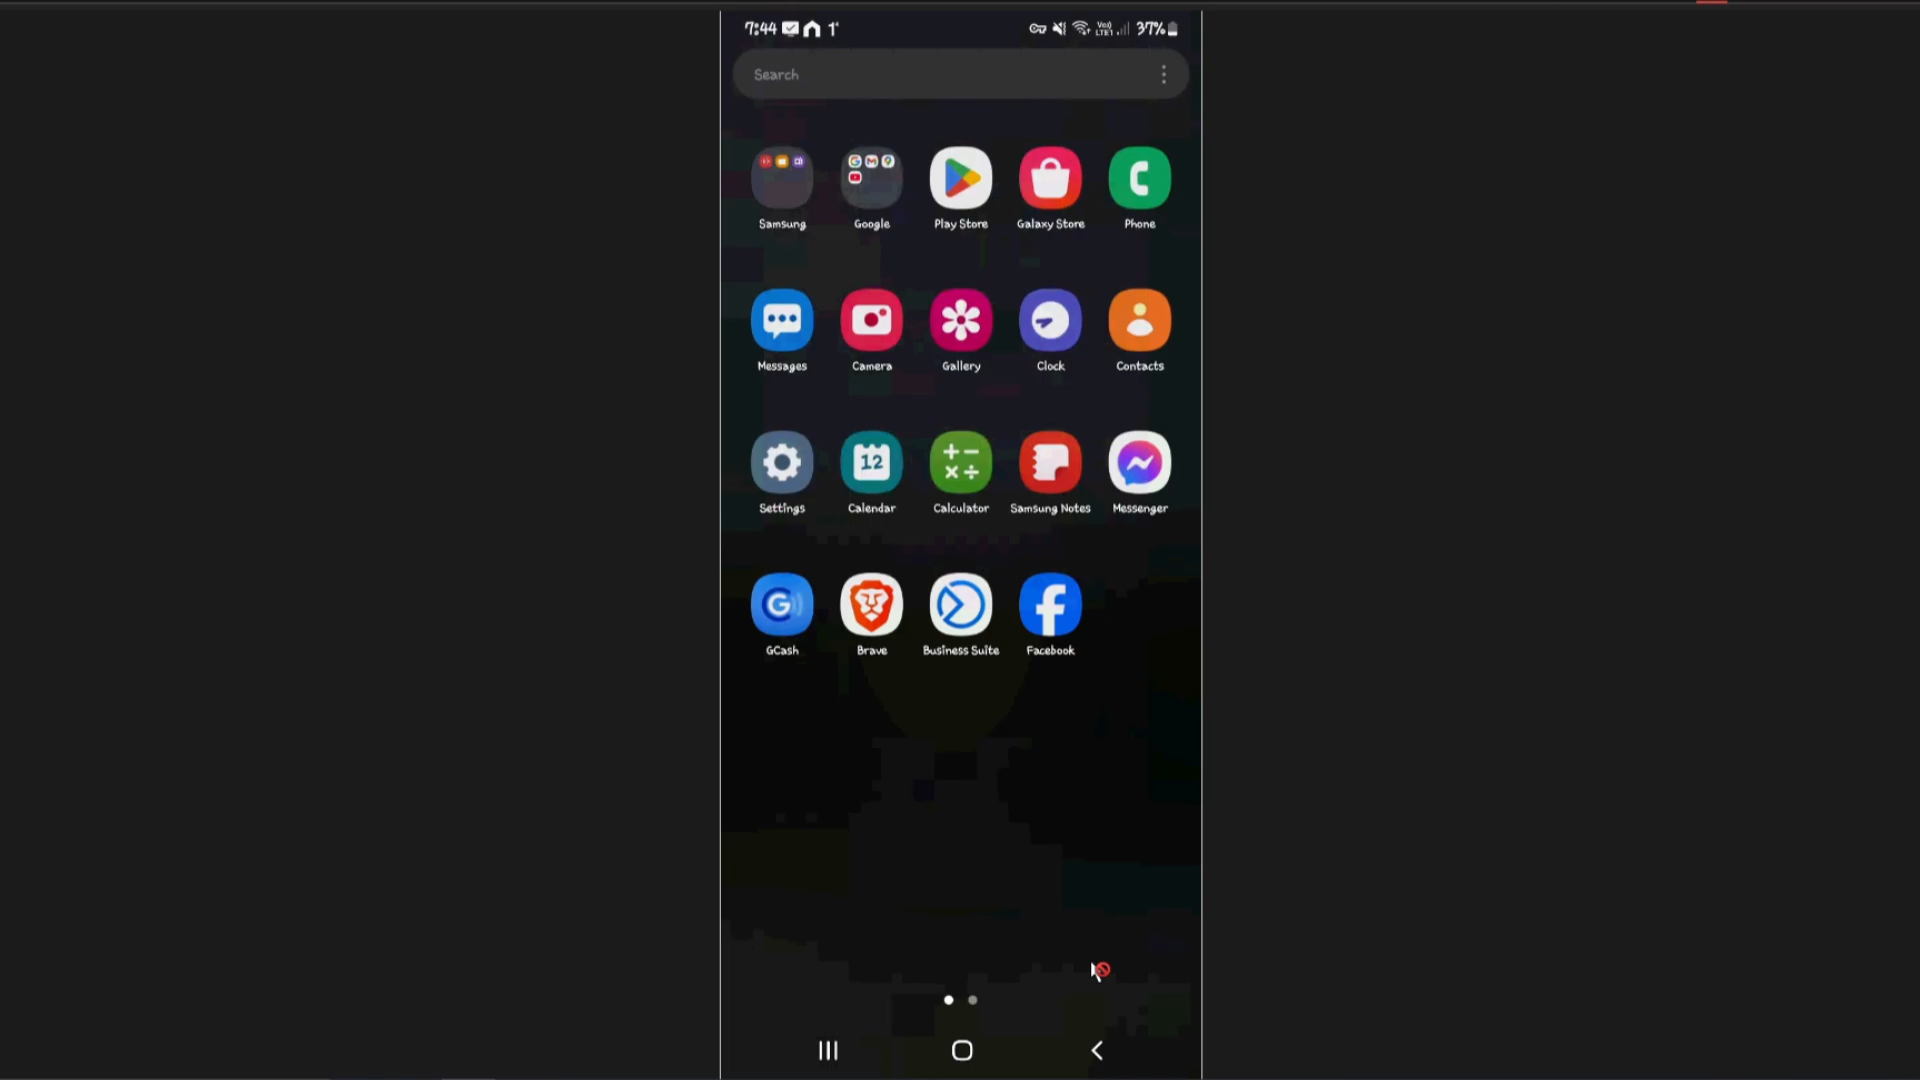 7:44 37%
Search
Samsung Google Play Store Galaxy Store Phone
Messages Camera Gallery Clock Contacts
12
Settings Calendar Calculator Samsung Notes Messenger
GCash Brave Business Suite Facebook